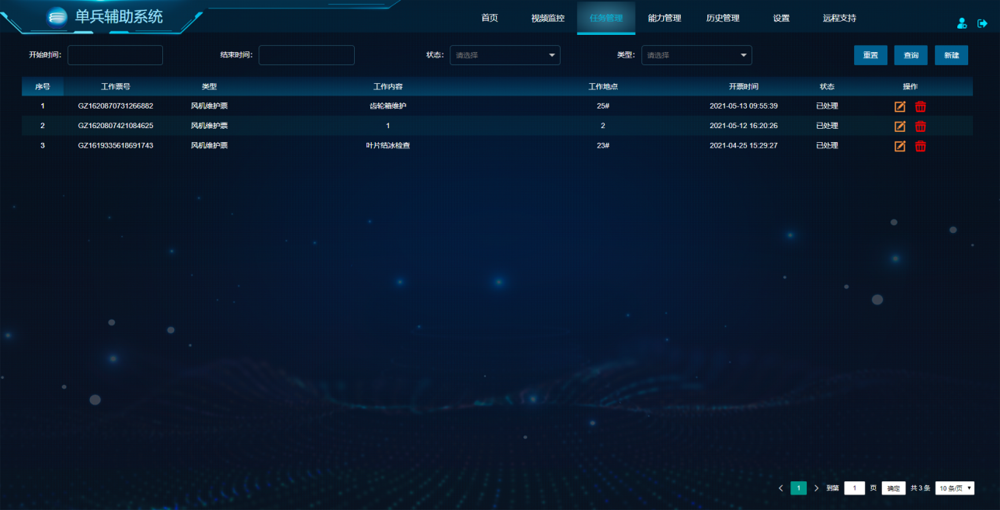 单兵辅助系统
首页 视频监控 任务管理 能力管理 历史管理 设置 远程支持
开始时间: 结束时间: 状态: 请选择 类型: 请选择 重置 查询 新建
序号 工作票号 类型 工作内容 工作地点 开票时间 状态 操作
1 GZ1620870731266882 风机维护票 齿轮箱维护 25# 2021-05-13 09:55:39 已处理
2 GZ1620807421084625 风机维护票 1 2 2021-05-12 16:20:26 已处理
3 GZ1619335618691743 风机维护票 叶片结冰检查 23# 2021-04-25 15:29:27 已处理
1 到第 1 页 确定 共 3 条 10 条/页